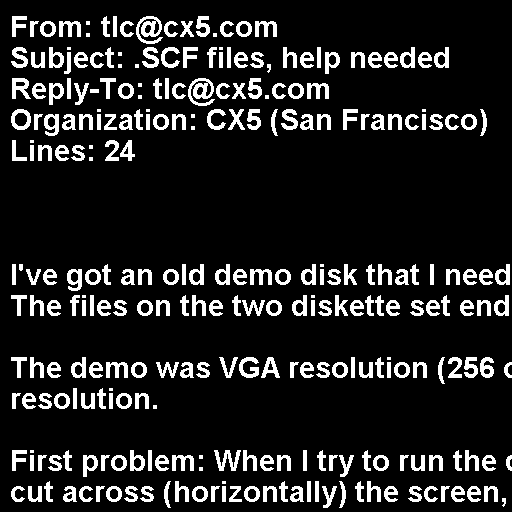 From: tlc@cx5.com
Subject: .SCF files, help needed
Reply-To: tlc@cx5.com
Organization: CX5 (San Francisco)
Lines: 24
I've got an old demo disk that I need
The files on the two diskette set end
The demo was VGA resolution (256 c
resolution.
First problem: When I try to run the
cut across (horizontally) the screen,